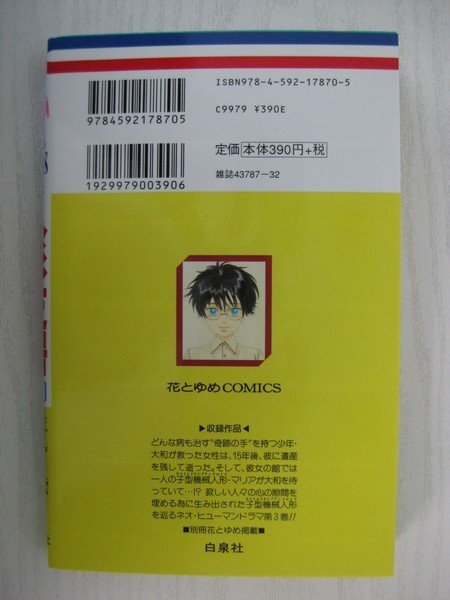 ISBN978-4-592-17870-5
C9979 ¥390E
9784592178705
定価 本体390円+税
1929979003906
雑誌43787-32
花とゆめCOMICS
▶収録作品◀
どんな病も治す“奇跡の手”を持つ少年・
大和が救った女性は、15年後、彼に遺産
を残して逝った。そして、彼女の館では
一人の子型機械人形・マリアが大和を待
っていて…!? 寂しい人々の心の隙間を
埋める為に生み出された子型機械人形
を巡るネオ・ヒューマンドラマ第3巻!!
■別冊花とゆめ掲載■
白泉社